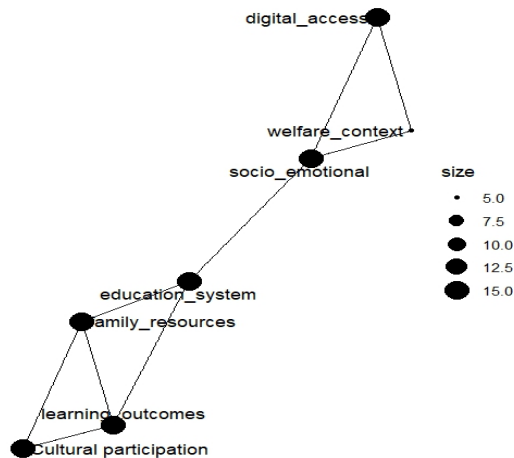 digital_access
welfare_context
socio_emotional
size
5.0
7.5
10.0
12.5
15.0
education_system
amily_resources
learning_outcomes
Cultural participation